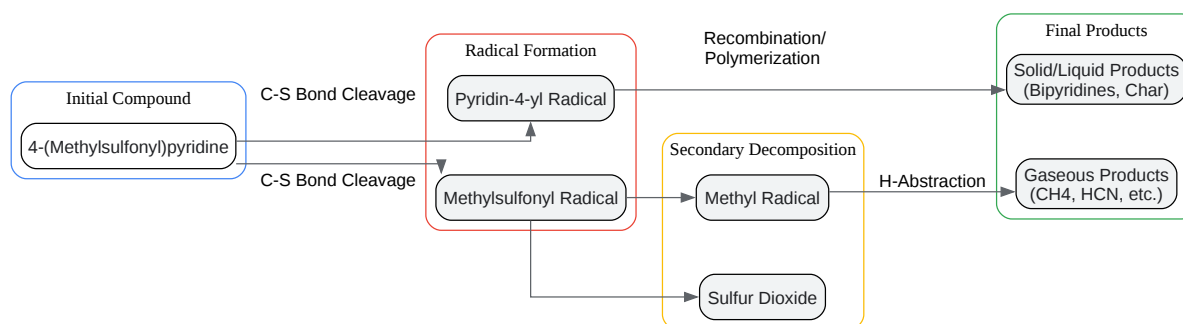 Initial Compound
4-(Methylsulfonyl)pyridine
C-S Bond Cleavage
C-S Bond Cleavage
Radical Formation
Pyridin-4-yl Radical
Methylsulfonyl Radical
Recombination/
Polymerization
Secondary Decomposition
Methyl Radical
Sulfur Dioxide
H-Abstraction
Final Products
Solid/Liquid Products
(Bipyridines, Char)
Gaseous Products
(CH4, HCN, etc.)